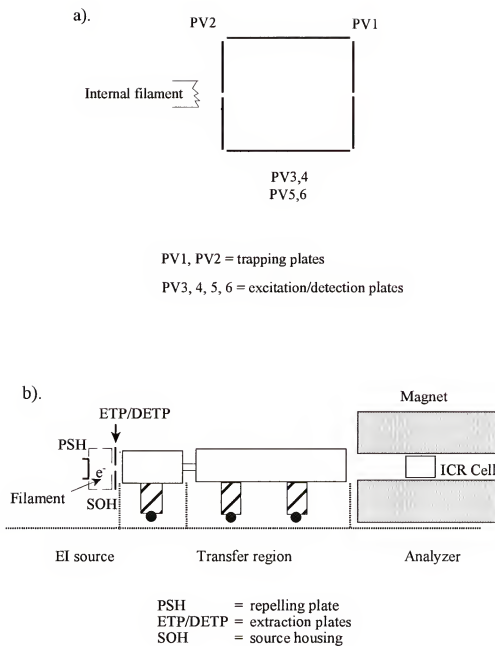 a).
PV2 PV1
Internal filament
PV3,4
PV5,6
PV1, PV2 = trapping plates
PV3, 4, 5, 6 = excitation/detection plates
b).
Magnet
ETP/DETP
PSH
e-
ICR Cell
Filament
SOH
EI source Transfer region Analyzer
PSH = repelling plate
ETP/DETP = extraction plates
SOH = source housing